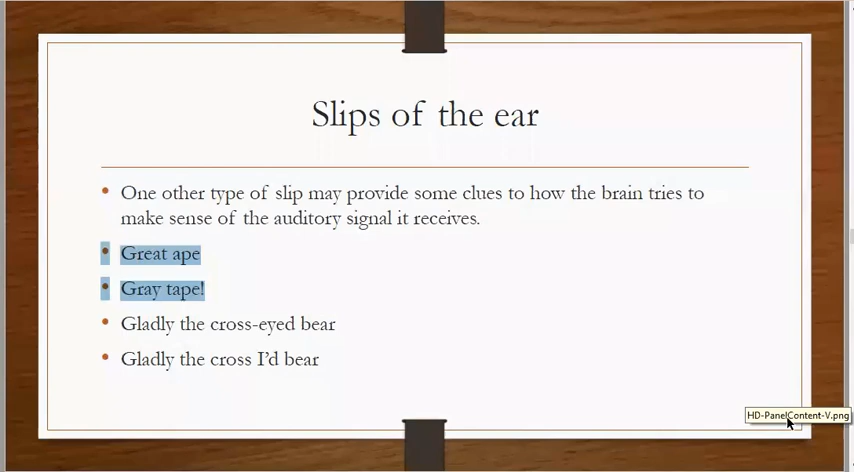 Slips of the ear
One other type of slip may provide some clues to how the brain tries to
make sense of the auditory signal it receives.
Great ape
Gray tape!
Gladly the cross-eyed bear
Gladly the cross I'd bear
HD-PanelContent-V.png